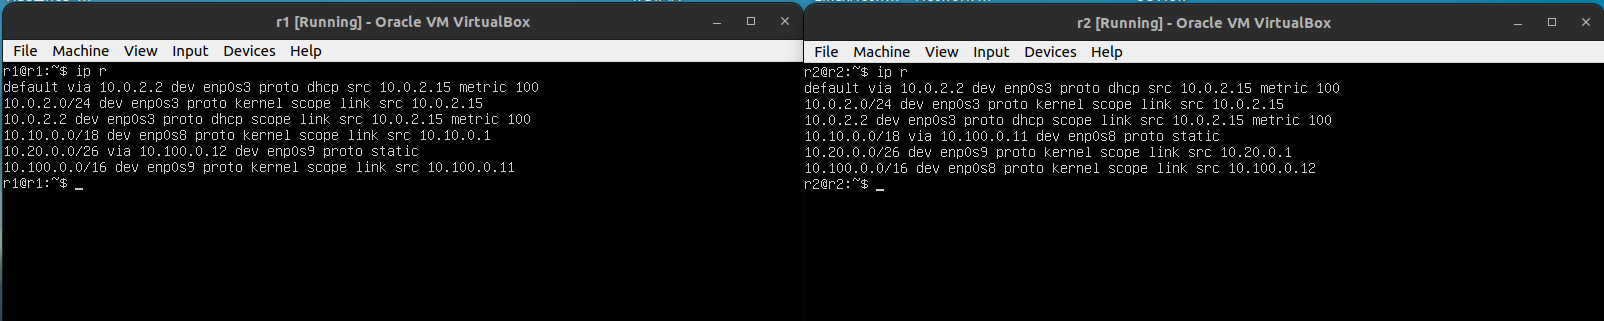 r1 [Running] - Oracle VM VirtualBox
File Machine View Input Devices Help
r1@r1:~$ ip r
default via 10.0.2.2 dev enp0s3 proto dhcp src 10.0.2.15 metric 100
10.0.2.0/24 dev enp0s3 proto kernel scope link src 10.0.2.15
10.0.2.2 dev enp0s3 proto dhcp scope link src 10.0.2.15 metric 100
10.10.0.0/18 dev enp0s8 proto kernel scope link src 10.10.0.1
10.20.0.0/26 via 10.100.0.12 dev enp0s9 proto static
10.100.0.0/16 dev enp0s9 proto kernel scope link src 10.100.0.11
r1@r1:~$ _
r2 [Running] - Oracle VM VirtualBox
File Machine View Input Devices Help
r2@r2:~$ ip r
default via 10.0.2.2 dev enp0s3 proto dhcp src 10.0.2.15 metric 100
10.0.2.0/24 dev enp0s3 proto kernel scope link src 10.0.2.15
10.0.2.2 dev enp0s3 proto dhcp scope link src 10.0.2.15 metric 100
10.10.0.0/18 via 10.100.0.11 dev enp0s8 proto static
10.20.0.0/26 dev enp0s9 proto kernel scope link src 10.20.0.1
10.100.0.0/16 dev enp0s8 proto kernel scope link src 10.100.0.12
r2@r2:~$ _